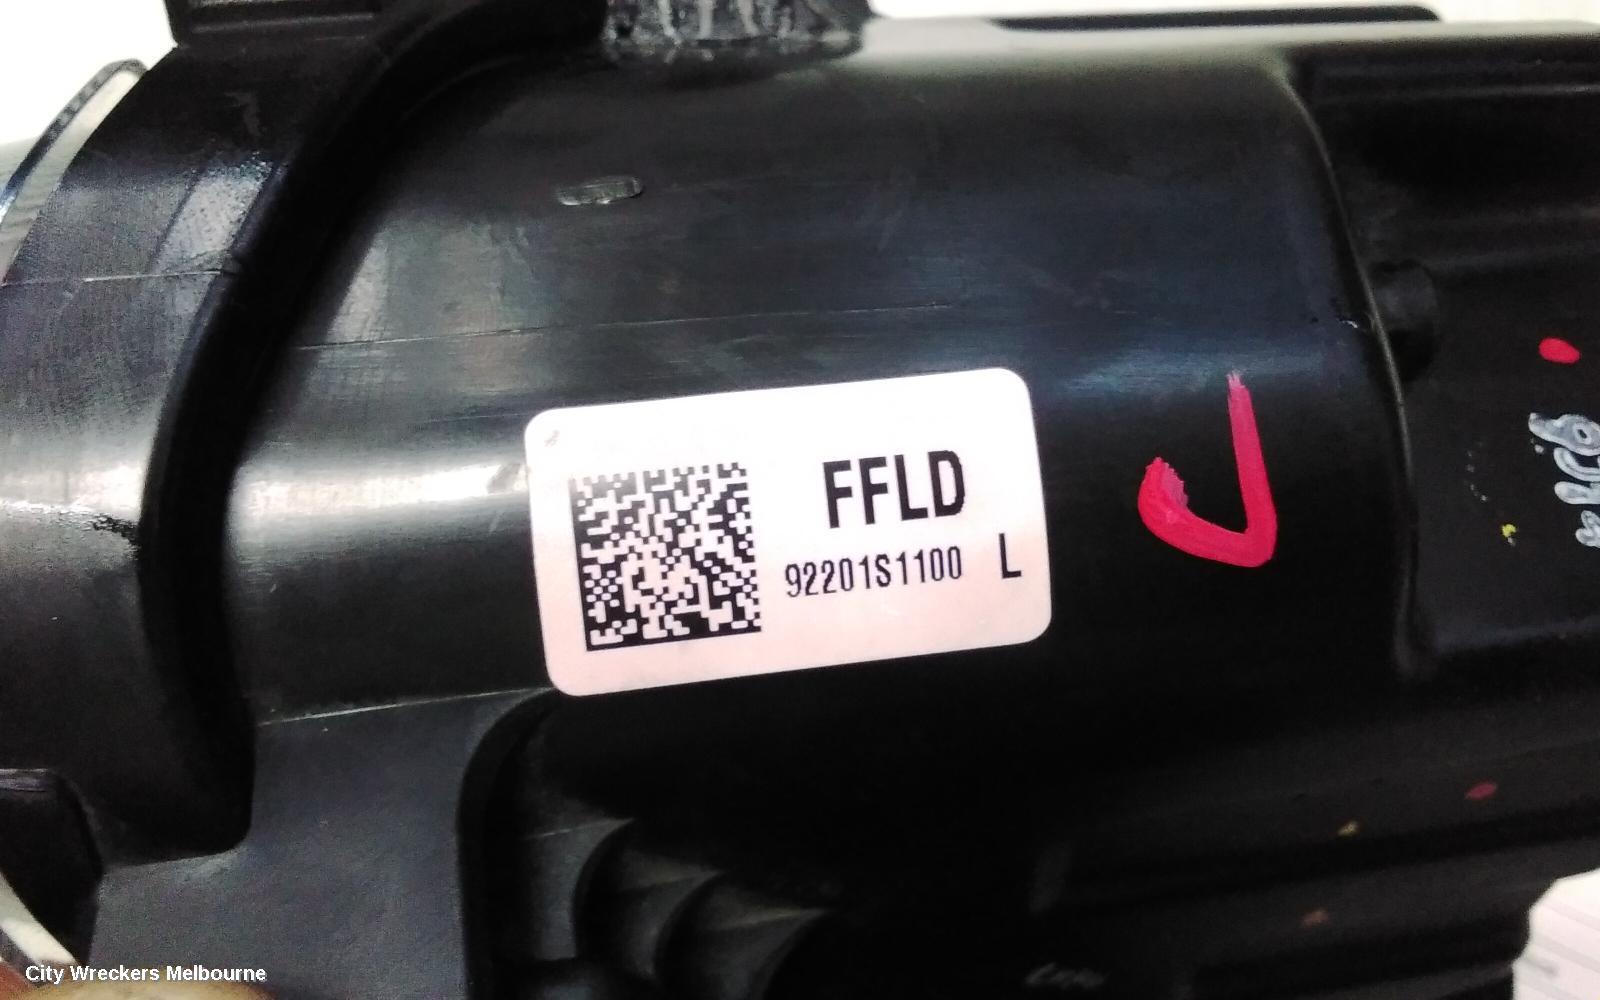 FFLD
92201S1100 L
City Wreckers Melbourne